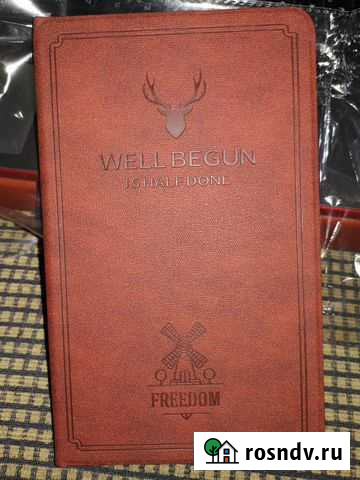 WELL BEGUN
IS HALF DONE
FREEDOM
rosndv.ru